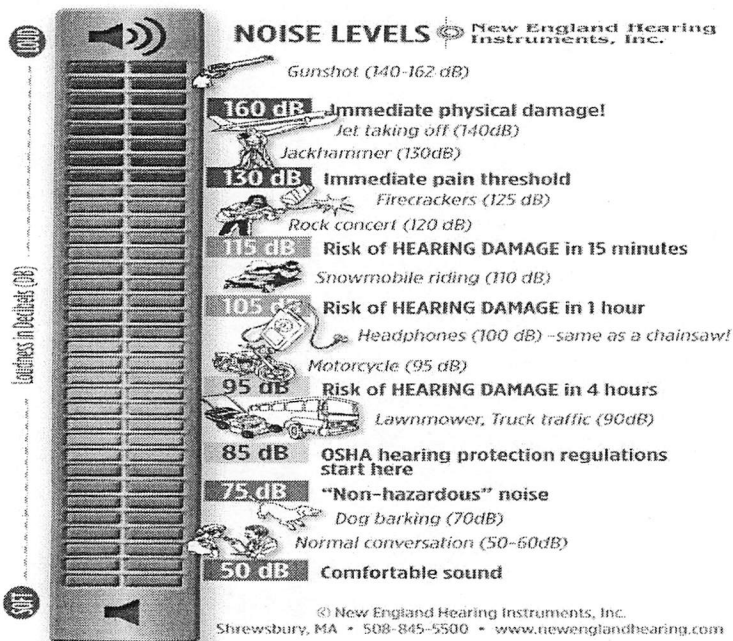 LOUD
NOISE LEVELS New England Hearing
Instruments, Inc.
Gunshot (140-162 dB)
160 dB Immediate physical damage!
Jet taking off (140dB)
Jackhammer (130dB)
130 dB Immediate pain threshold
Firecrackers (125 dB)
Rock concert (120 dB)
115 dB Risk of HEARING DAMAGE in 15 minutes
Snowmobile riding (110 dB)
105 dB Risk of HEARING DAMAGE in 1 hour
Headphones (100 dB) –same as a chainsaw!
Motorcycle (95 dB)
95 dB Risk of HEARING DAMAGE in 4 hours
Lawnmower, Truck traffic (90dB)
85 dB OSHA hearing protection regulations
start here
75 dB “Non-hazardous” noise
Dog barking (70dB)
Normal conversation (50-60dB)
50 dB Comfortable sound
Loudness in Decibels (DB)
SOFT
© New England Hearing Instruments, Inc.
Shrewsbury, MA • 508-845-5500 • www.newenglandhearing.com